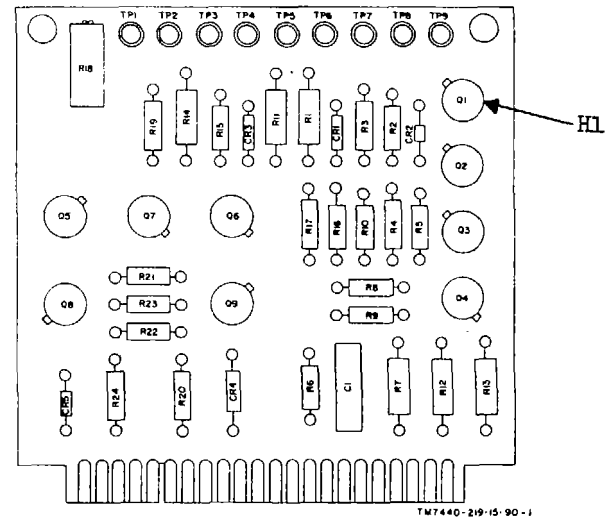 TP1 TP2 TP3 TP4 TP5 TP6 TP7 TP8 TP9
R18
R19 R14 R15 CR3 R11 R1 CR1 R3 R2 CR2 Q1
H1
Q2
Q5 Q7 Q6 R17 R16 R10 R4 R5 Q3
R21 R8
Q8 R23 Q9 Q4
R22 R9
CR5 R24 R20 CR4 R6 C1 R7 R12 R13
TM7440-219-15-90-1